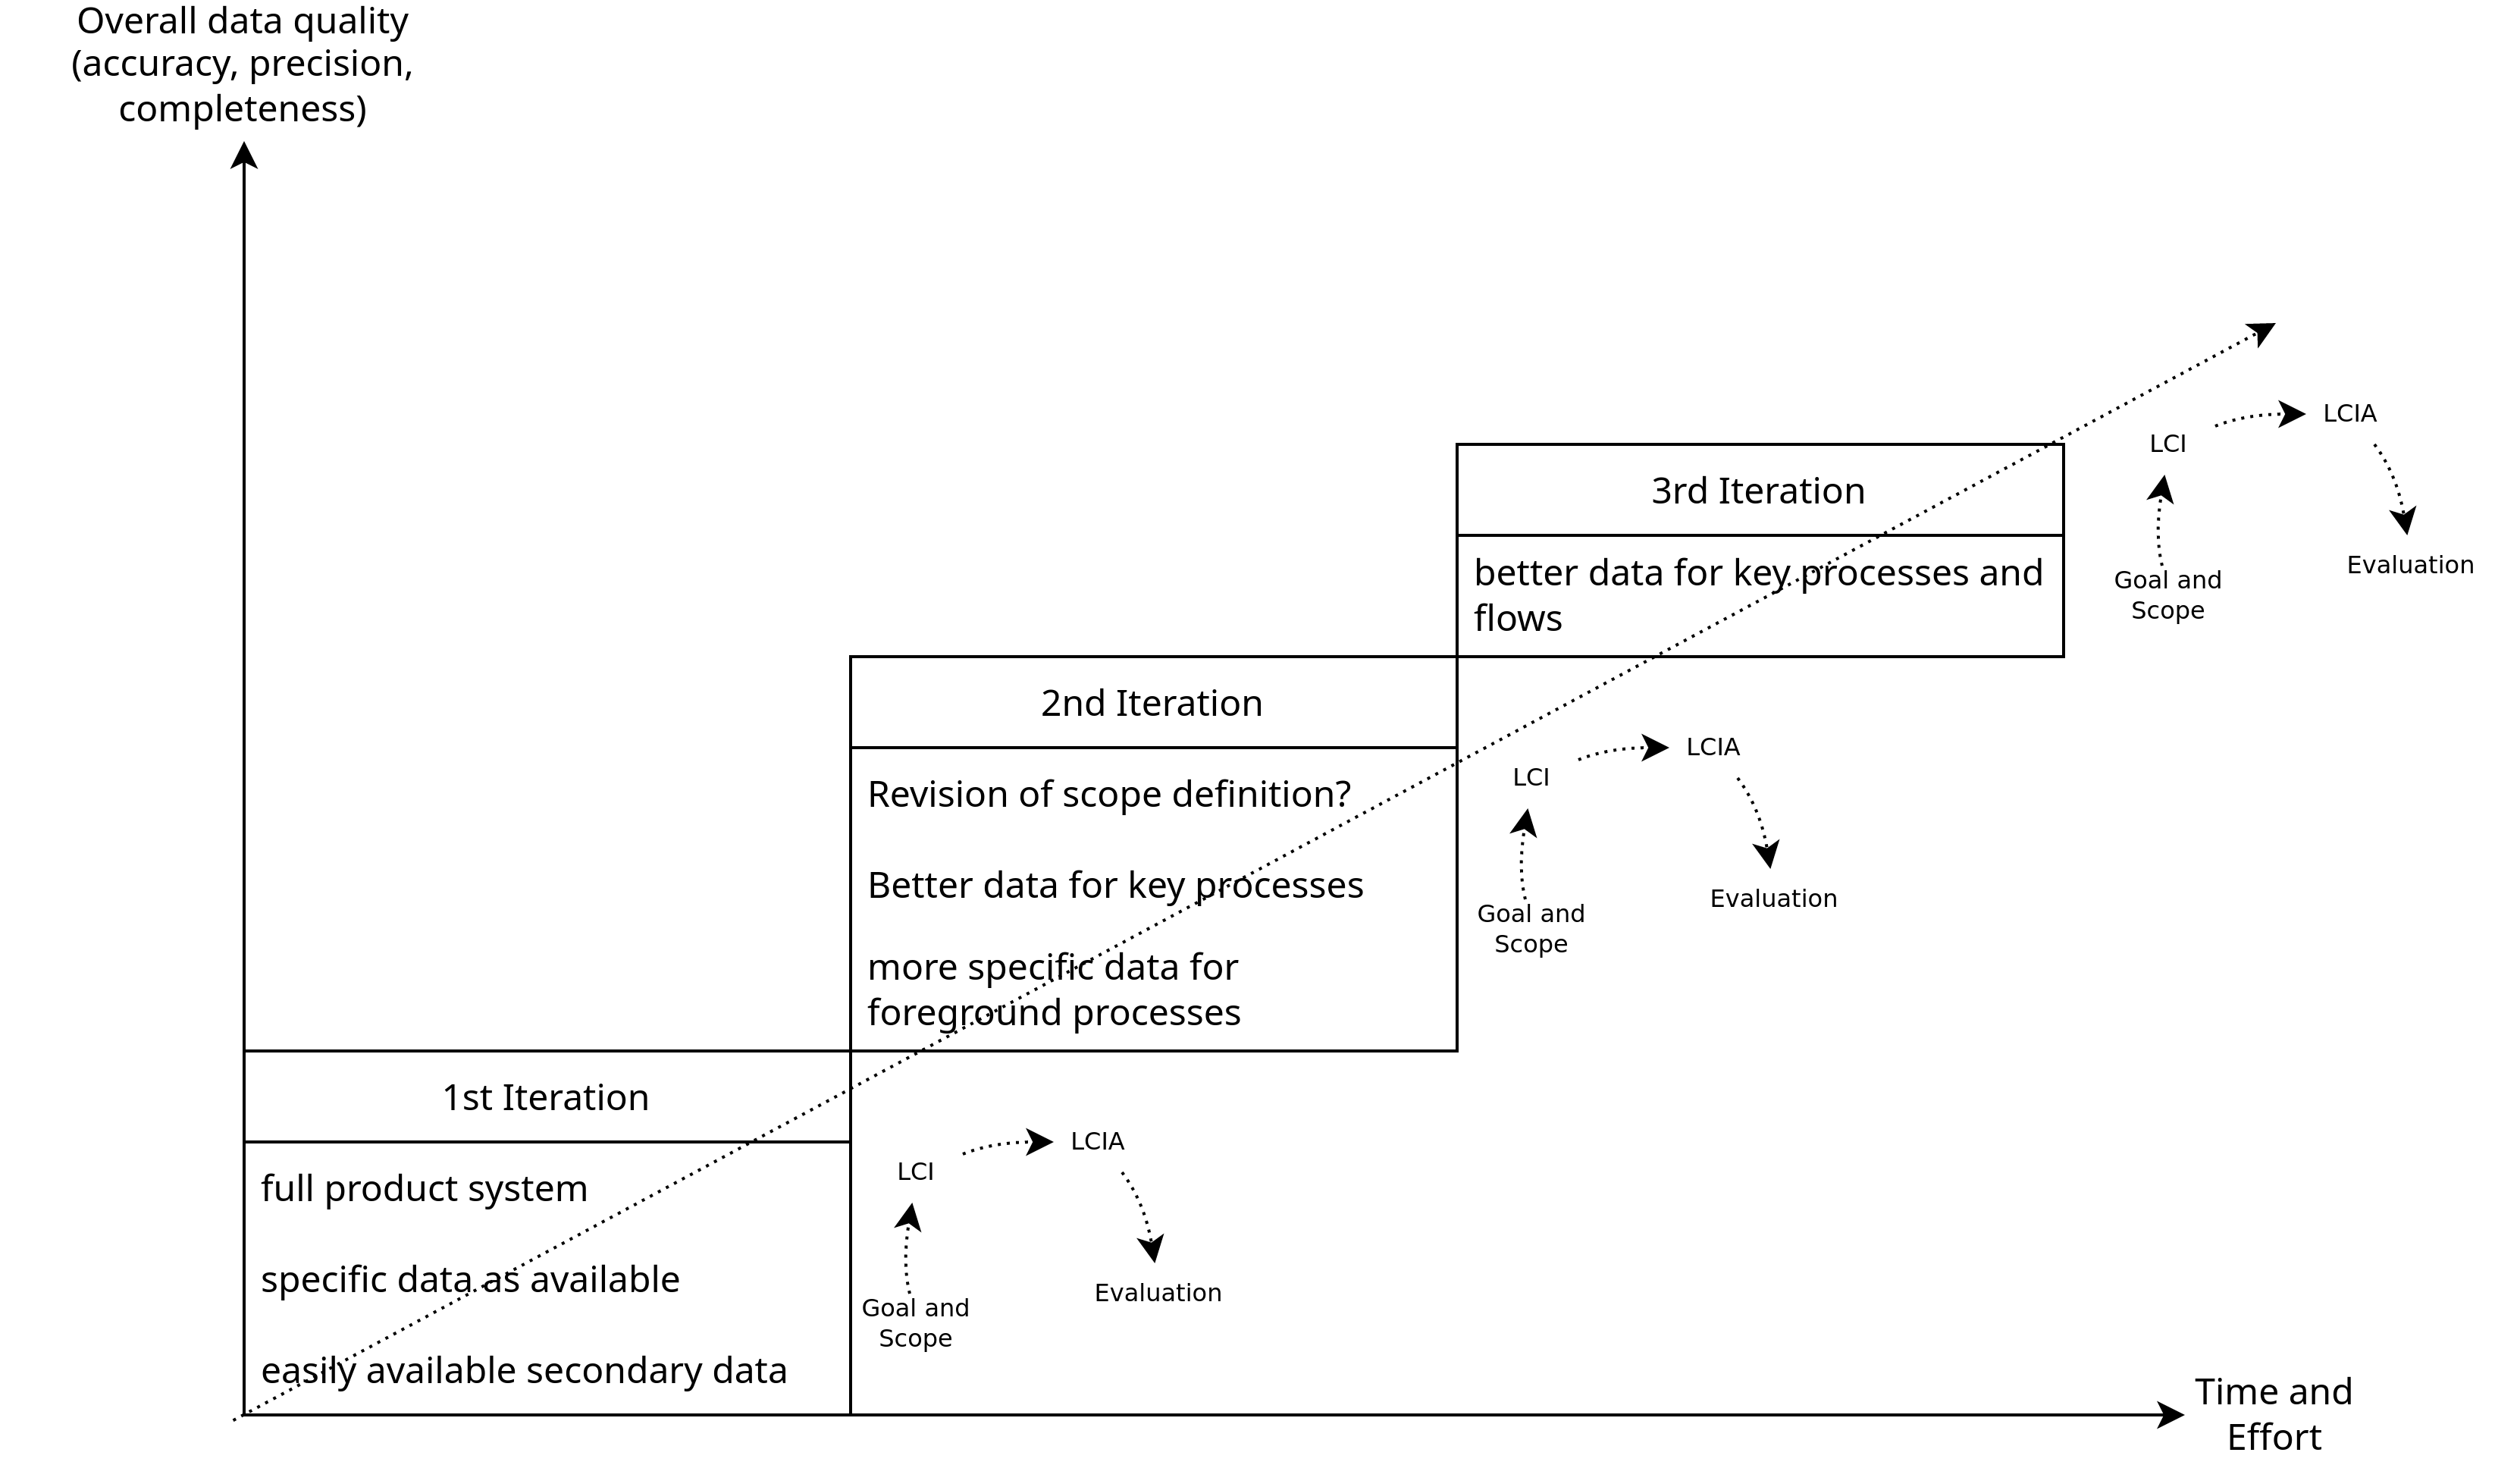 Overall data quality
(accuracy, precision,
completeness)
LCIA
LCI
3rd Iteration
Evaluation
better data for key processes and
flows
Goal and
Scope
2nd Iteration
LCIA
LCI
Revision of scope definition?
Better data for key processes
Evaluation
Goal and
Scope
more specific data for
foreground processes
1st Iteration
LCIA
LCI
full product system
specific data as available
Evaluation
Goal and
Scope
easily available secondary data
Time and
Effort